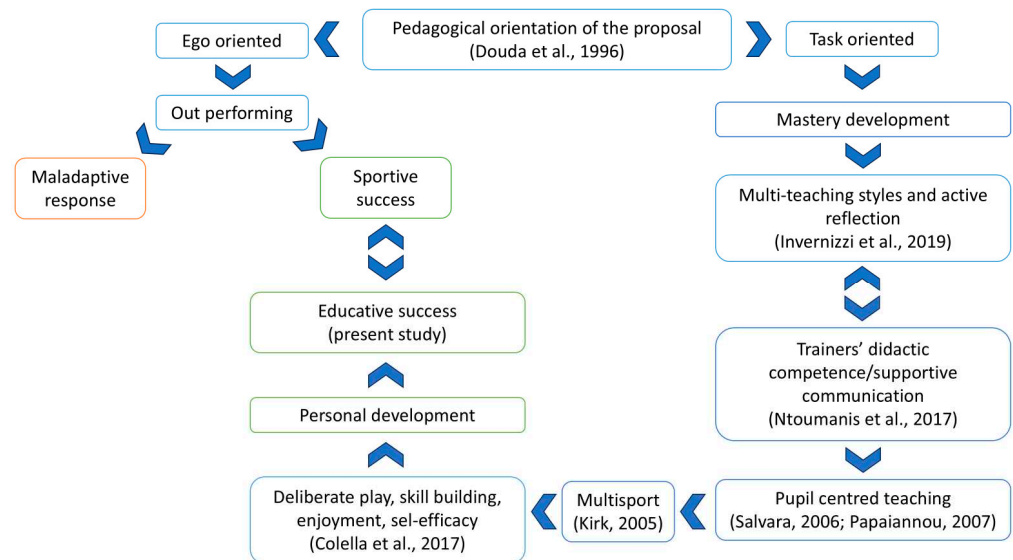 Pedagogical orientation of the proposal
(Douda et al., 1996)
Ego oriented
Task oriented
Out performing
Mastery development
Maladaptive
response
Sportive
success
Multi-teaching styles and active
reflection
(Invernizzi et al., 2019)
Educative success
(present study)
Trainers' didactic
competence/supportive
communication
(Ntoumanis et al., 2017)
Personal development
Deliberate play, skill building,
enjoyment, sel-efficacy
(Colella et al., 2017)
Multisport
(Kirk, 2005)
Pupil centred teaching
(Salvara, 2006; Papaiannou, 2007)